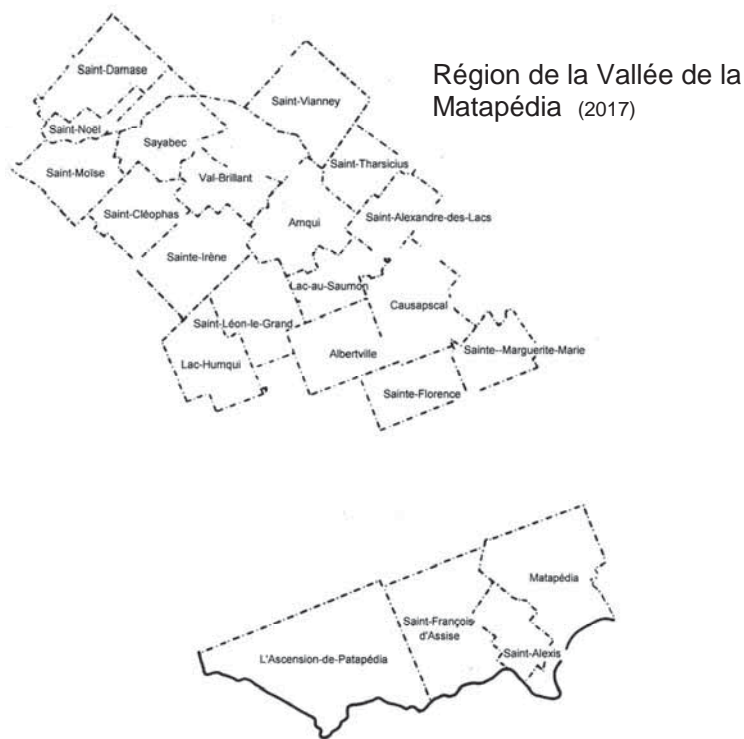 Région de la Vallée de la
Matapédia (2017)
Saint-Damase
Saint-Vianney
Saint-Noël
Sayabec
Saint-Tharsicius
Saint-Moïse
Val-Brillant
Saint-Cléophas
Amqui
Saint-Alexandre-des-Lacs
Sainte-Irène
Lac-au-Saumon
Causapscal
Saint-Léon-le-Grand
Albertville
Sainte--Marguerite-Marie
Lac-Humqui
Sainte-Florence
Matapédia
Saint-François
d'Assise
L'Ascension-de-Patapédia
Saint-Alexis